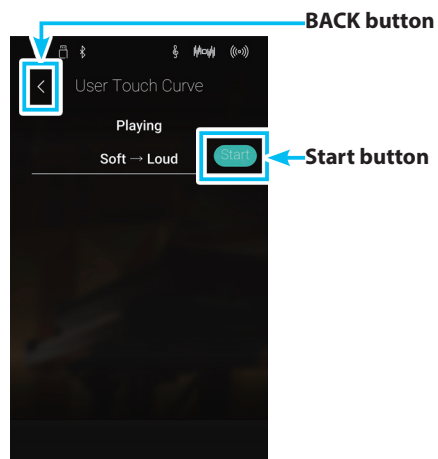 BACK button
User Touch Curve
Playing
Soft → Loud
Start
Start button